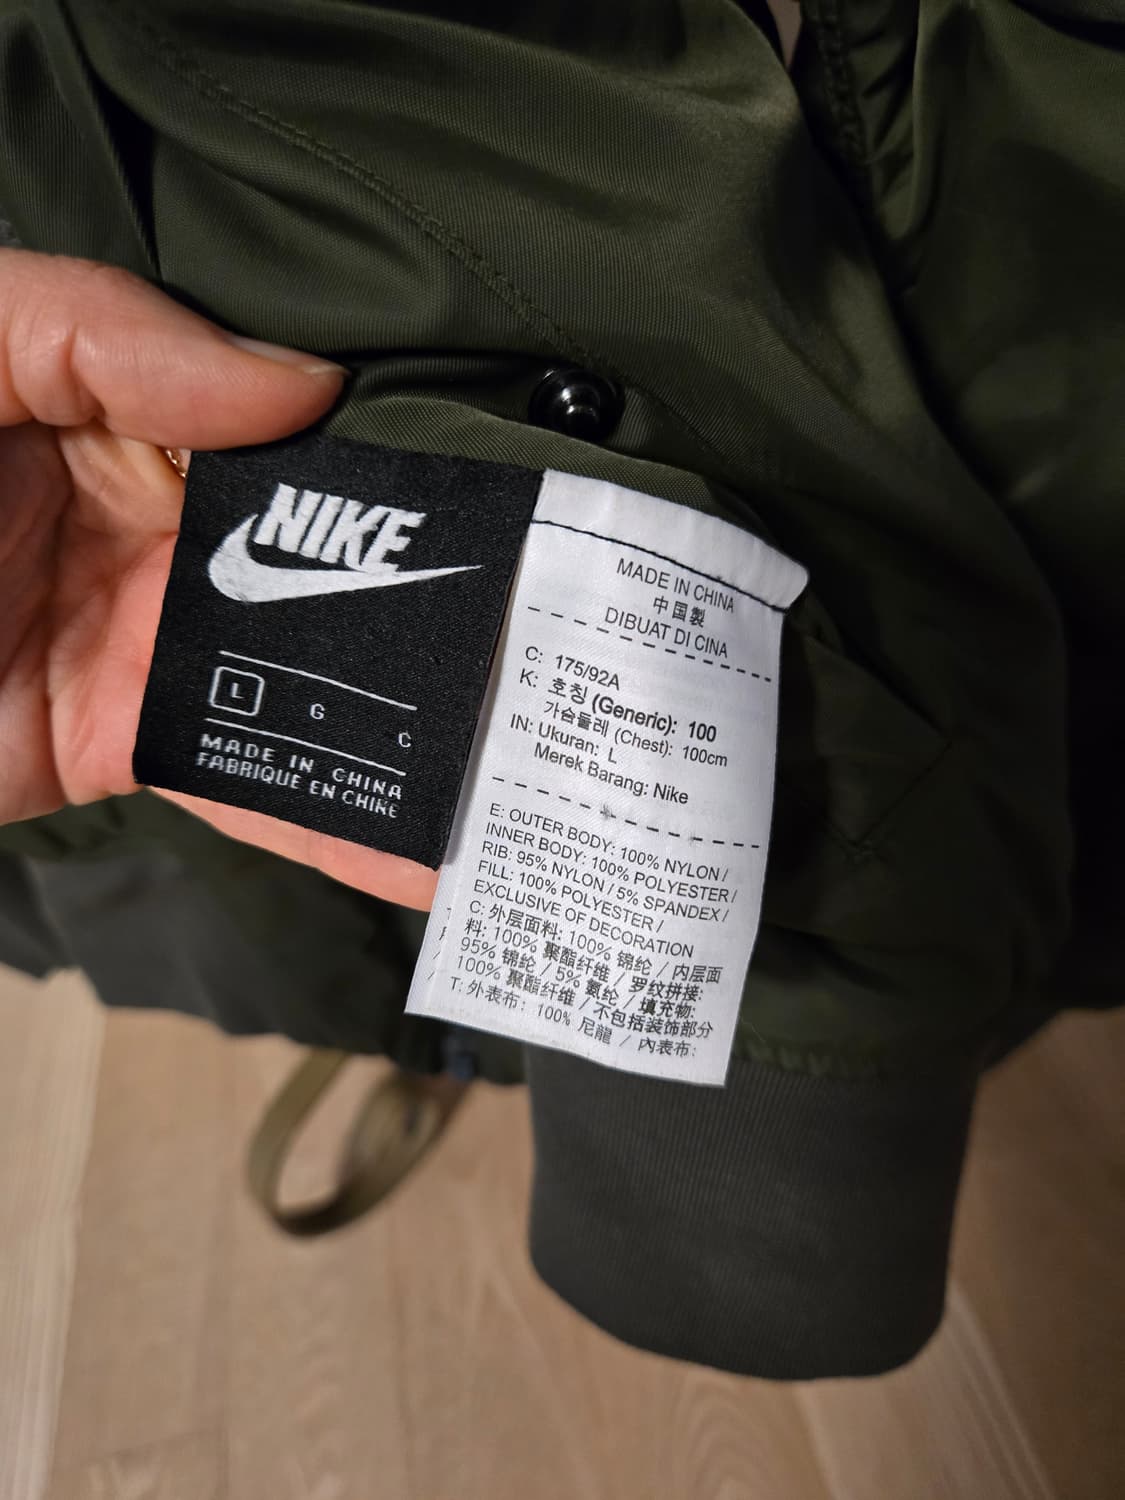 NIKE
L G C
MADE IN CHINA
FABRIQUE EN CHINE
MADE IN CHINA
中国製
DIBUAT DI CINA
C: 175/92A
K: 호칭 (Generic): 100
가슴둘레 (Chest): 100cm
IN: Ukuran: L
Merek Barang: Nike
E: OUTER BODY: 100% NYLON /
INNER BODY: 100% POLYESTER /
RIB: 95% NYLON / 5% SPANDEX /
FILL: 100% POLYESTER /
EXCLUSIVE OF DECORATION
C: 外层面料: 100% 锦纶 / 内层面
料: 100% 聚酯纤维 / 罗纹拼接:
95% 锦纶 / 5% 氨纶 / 填充物:
100% 聚酯纤维 / 不包括装饰部分
T: 外表布: 100% 尼龍 / 內表布: